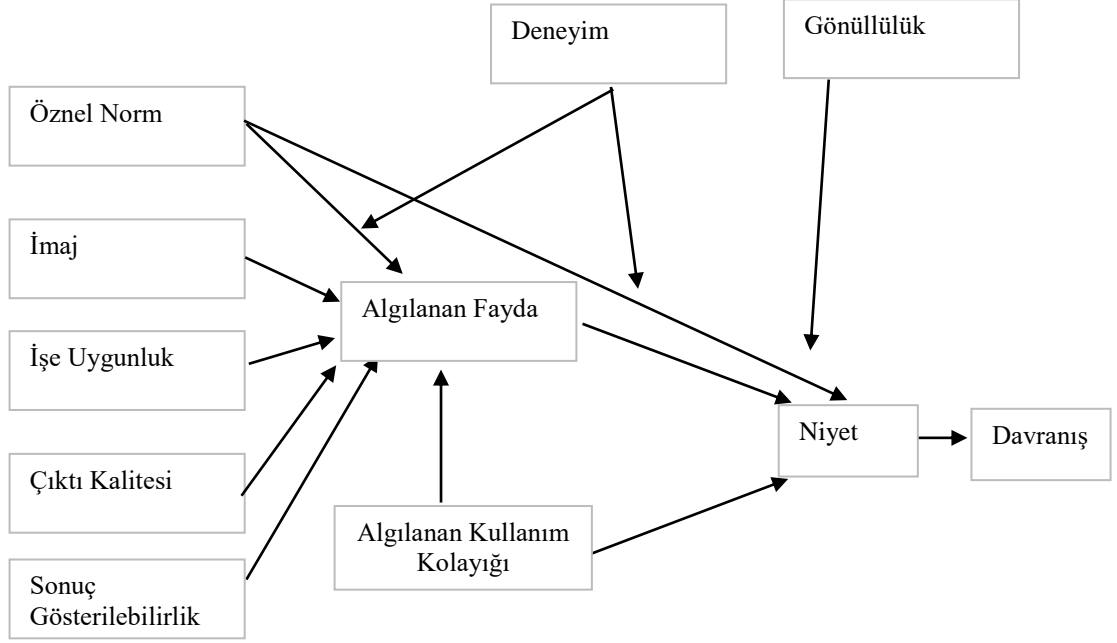 Deneyim
Gönüllülük
Öznel Norm
İmaj
Algılanan Fayda
İşe Uygunluk
Niyet
Davranış
Çıktı Kalitesi
Algılanan Kullanım
Kolayığı
Sonuç
Gösterilebilirlik